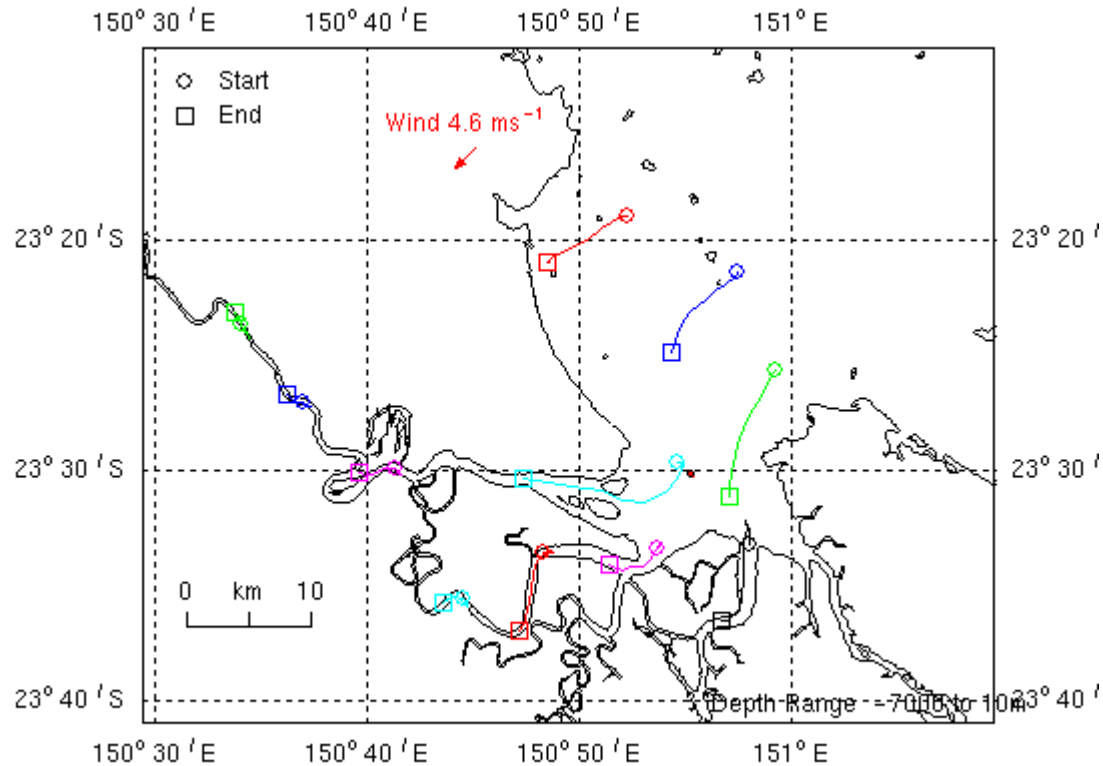 150° 30 ' E 150° 40 ' E 150° 50 ' E 151° ' E
Start
End
Wind 4.6 ms⁻¹
23° 20 ' S 23° 20 '
23° 30 ' S 23° 30 '
0 km 10
23° 40 ' S 23° 40 '
Depth Range to 10m
150° 30 ' E 150° 40 ' E 150° 50 ' E 151° ' E